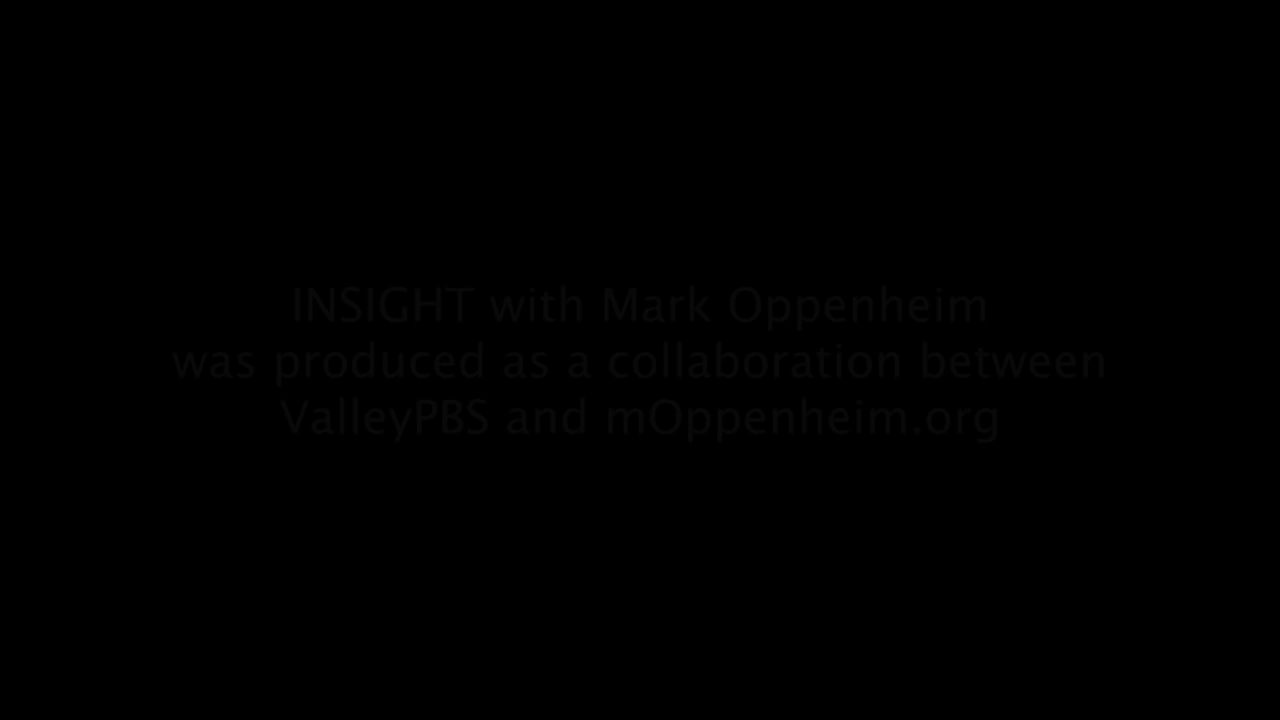 INSIGHT with Mark Oppenheim
was produced as a collaboration between
ValleyPBS and mOppenheim.org